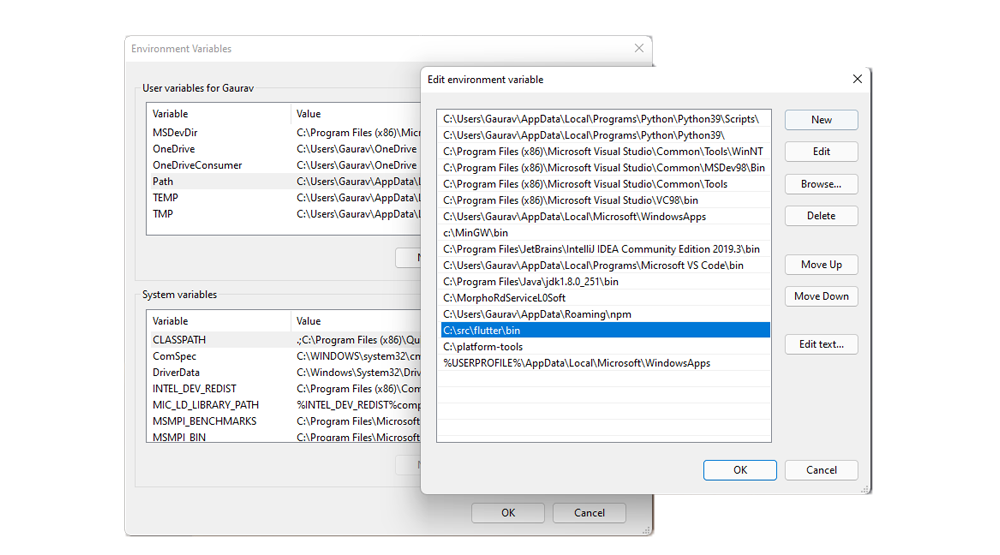 Environment Variables
User variables for Gaurav
Variable Value
MSDevDir C:\Program Files (x86)\Mic
OneDrive C:\Users\Gaurav\OneDrive
OneDriveConsumer C:\Users\Gaurav\OneDrive
Path C:\Users\Gaurav\AppData\L
TEMP C:\Users\Gaurav\AppData\L
TMP C:\Users\Gaurav\AppData\L
System variables
Variable Value
CLASSPATH .;C:\Program Files (x86)\Qu
ComSpec C:\WINDOWS\system32\cm
DriverData C:\Windows\System32\Driv
INTEL_DEV_REDIST C:\Program Files (x86)\Com
MIC_LD_LIBRARY_PATH %INTEL_DEV_REDIST%comp
MSMPI_BENCHMARKS C:\Program Files\Microsoft
MSMPI_BIN C:\Program Files\Microsoft
OK Cancel
Edit environment variable
C:\Users\Gaurav\AppData\Local\Programs\Python\Python39\Scripts\
C:\Users\Gaurav\AppData\Local\Programs\Python\Python39\
C:\Program Files (x86)\Microsoft Visual Studio\Common\Tools\WinNT
C:\Program Files (x86)\Microsoft Visual Studio\Common\MSDev98\Bin
C:\Program Files (x86)\Microsoft Visual Studio\Common\Tools
C:\Program Files (x86)\Microsoft Visual Studio\VC98\bin
C:\Users\Gaurav\AppData\Local\Microsoft\WindowsApps
c:\MinGW\bin
C:\Program Files\JetBrains\IntelliJ IDEA Community Edition 2019.3\bin
C:\Users\Gaurav\AppData\Local\Programs\Microsoft VS Code\bin
C:\Program Files\Java\jdk1.8.0_251\bin
C:\MorphoRdServiceL0Soft
C:\Users\Gaurav\AppData\Roaming\npm
C:\src\flutter\bin
C:\platform-tools
%USERPROFILE%\AppData\Local\Microsoft\WindowsApps
New
Edit
Browse...
Delete
Move Up
Move Down
Edit text...
OK Cancel